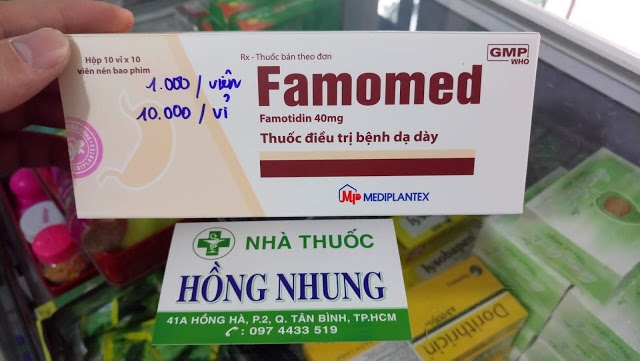 Hộp 10 vỉ x 10
viên nén bao phim
1.000 / viên
10.000 / vỉ
Rx - Thuốc bán theo đơn
GMP
WHO
Famomed
Famotidin 40mg
Thuốc điều trị bệnh dạ dày
MP MEDIPLANTEX
NHÀ THUỐC
HỒNG NHUNG
41A HỒNG HÀ, P.2, Q. TÂN BÌNH, TP.HCM
: 097 4433 519
Dorithricin